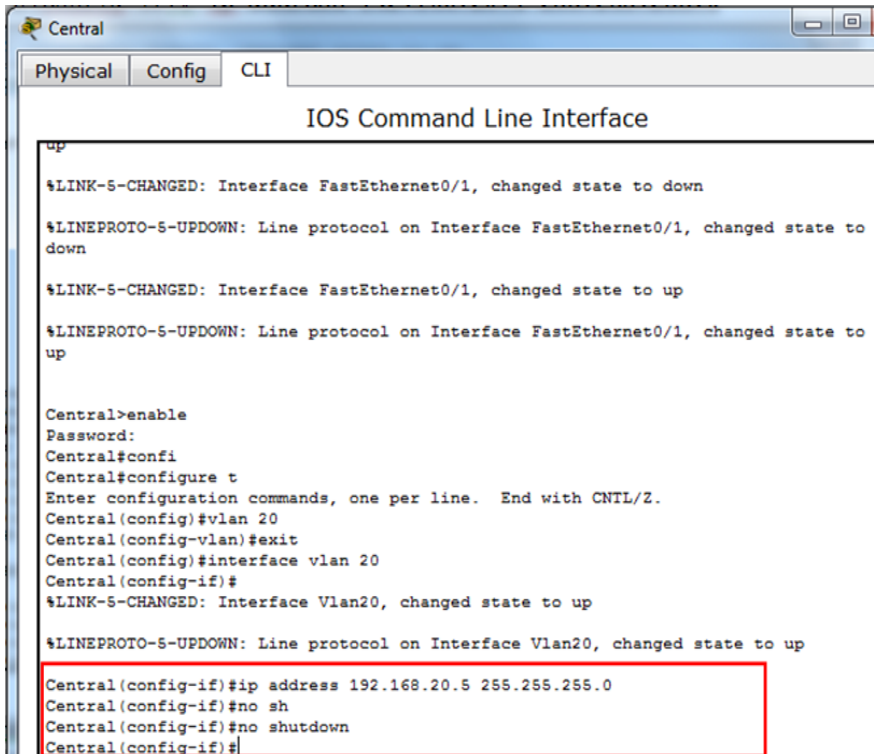 Central
Physical
Config
CLI
IOS Command Line Interface
up
%LINK-5-CHANGED: Interface FastEthernet0/1, changed state to down
%LINEPROTO-5-UPDOWN: Line protocol on Interface FastEthernet0/1, changed state to
down
%LINK-5-CHANGED: Interface FastEthernet0/1, changed state to up
%LINEPROTO-5-UPDOWN: Line protocol on Interface FastEthernet0/1, changed state to
up
Central>enable
Password:
Central#confi
Central#configure t
Enter configuration commands, one per line.  End with CNTL/Z.
Central(config)#vlan 20
Central(config-vlan)#exit
Central(config)#interface vlan 20
Central(config-if)#
%LINK-5-CHANGED: Interface Vlan20, changed state to up
%LINEPROTO-5-UPDOWN: Line protocol on Interface Vlan20, changed state to up
Central(config-if)#ip address 192.168.20.5 255.255.255.0
Central(config-if)#no sh
Central(config-if)#no shutdown
Central(config-if)#